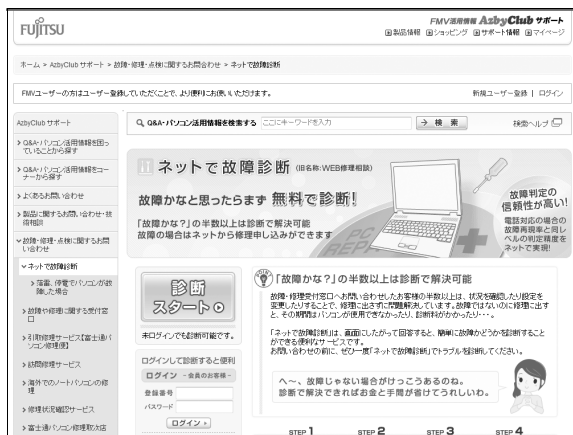 FUJITSU
FMV活用情報 AzbyClub サポート
製品情報 ショッピング サポート情報 マイページ
ホーム > AzbyClub サポート > 故障・修理・点検に関するお問合わせ > ネットで故障診断
FMVユーザーの方はユーザー登録していただくことで、より便利にお使いいただけます。
新規ユーザー登録 | ログイン
AzbyClub サポート
Q&A・パソコン活用情報を困っていることから探す
Q&A・パソコン活用情報をコーナーから探す
よくあるお問い合わせ
製品に関するお問い合わせ・技術相談
故障・修理・点検に関するお問い合わせ
ネットで故障診断
落雷、停電でパソコンが故障した場合
故障や修理に関する受付窓口
引取修理サービス【富士通パソコン修理便】
訪問修理サービス
海外でのノートパソコンの修理
修理状況確認サービス
富士通パソコン修理取次店
Q&A・パソコン活用情報を検索する
ここにキーワードを入力
検 索
検索ヘルプ
ネットで故障診断 (旧名称:WEB修理相談)
故障かなと思ったらまず 無料で診断!
「故障かな?」の半数以上は診断で解決可能
故障の場合はネットから修理申し込みができます
PC
故障判定の
信頼性が高い!
電話対応の場合の
故障再現率と同レ
ベルの判定精度を
ネットで実現!
診断
スタート
未ログインでも診断可能です。
ログインして診断すると便利
ログイン - 会員のお客様 -
登録番号
パスワード
ログイン
「故障かな?」の半数以上は診断で解決可能
故障・修理受付窓口へお問い合わせしたお客様の半数以上は、状況を確認したり設定を
変更したりすることで、修理に出さずに問題解決しています。故障ではないのに修理に出す
と、その期間はパソコンが使用できなかったり、診断料がかかったり・・・。
「ネットで故障診断」は、画面にしたがって回答すると、簡単に故障かどうかを診断すること
ができる便利なサービスです。
お問い合わせの前に、ぜひ一度「ネットで故障診断」でトラブルを診断してください。
へ〜、故障じゃない場合がけっこうあるのね。
診断で解決できればお金と手間が省けてうれしいわ。
STEP 1
STEP 2
STEP 3
STEP 4